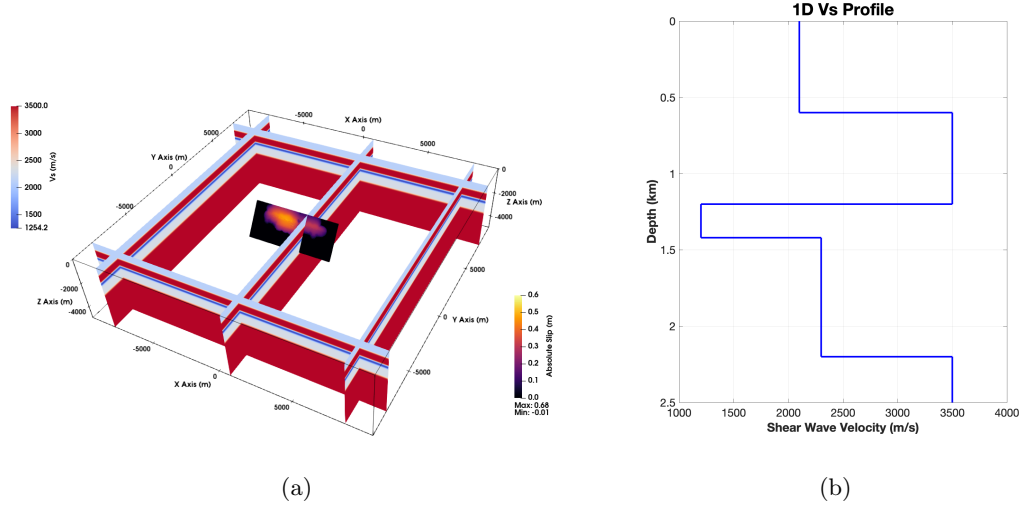 3500.0
3000
2500
2000
1500
1254.2
Vs (m/s)
-5000
X Axis (m)
0
5000
5000
Y Axis (m)
0
-5000
0
-2000
Z Axis (m)
-4000
0
-2000
Z Axis (m)
-4000
5000
0
Y Axis (m)
-5000
-5000
X Axis (m)
0
5000
0.6
0.5
0.4
0.3
0.2
0.1
0.0
Absolute Slip (m)
Max: 0.68
Min: -0.01
(a)
1D Vs Profile
0
0.5
1
1.5
2
2.5
Depth (km)
1000 1500 2000 2500 3000 3500 4000
Shear Wave Velocity (m/s)
(b)